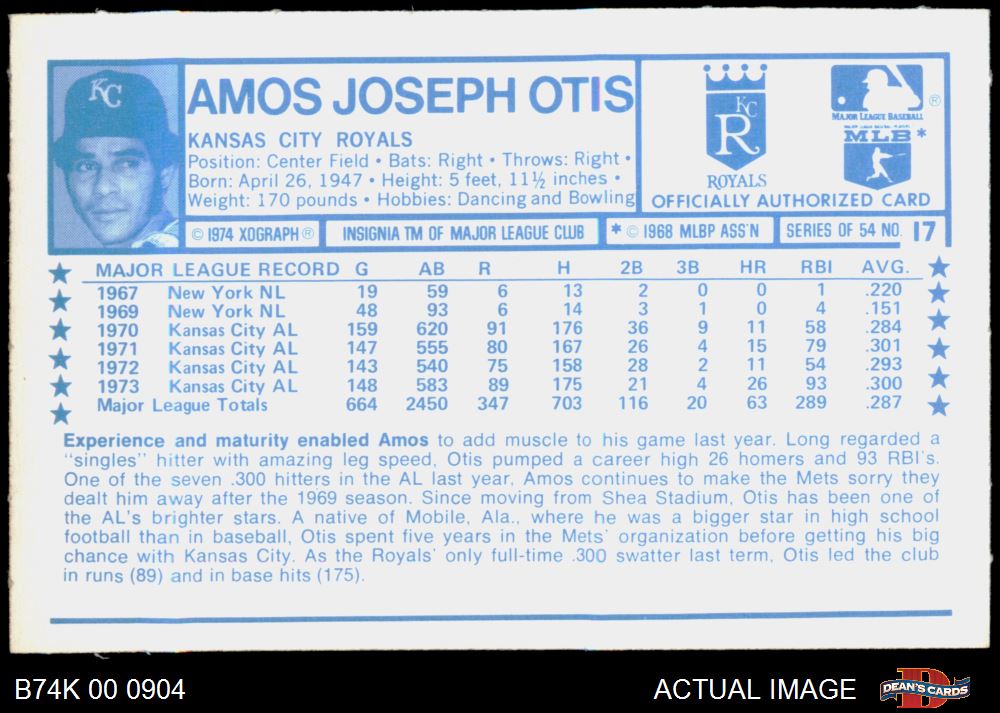 KC
AMOS JOSEPH OTIS
KANSAS CITY ROYALS
Position: Center Field • Bats: Right • Throws: Right •
Born: April 26, 1947 • Height: 5 feet, 11½ inches •
Weight: 170 pounds • Hobbies: Dancing and Bowling
KC
R
ROYALS
®
MAJOR LEAGUE BASEBALL
MLB *
OFFICIALLY AUTHORIZED CARD
© 1974 XOGRAPH ® INSIGNIA TM OF MAJOR LEAGUE CLUB * © 1968 MLBP ASS'N SERIES OF 54 NO. 17
MAJOR LEAGUE RECORD G AB R H 2B 3B HR RBI AVG.
1967 New York NL 19 59 6 13 2 0 0 1 .220
1969 New York NL 48 93 6 14 3 1 0 4 .151
1970 Kansas City AL 159 620 91 176 36 9 11 58 .284
1971 Kansas City AL 147 555 80 167 26 4 15 79 .301
1972 Kansas City AL 143 540 75 158 28 2 11 54 .293
1973 Kansas City AL 148 583 89 175 21 4 26 93 .300
Major League Totals 664 2450 347 703 116 20 63 289 .287
Experience and maturity enabled Amos to add muscle to his game last year. Long regarded a
"singles" hitter with amazing leg speed, Otis pumped a career high 26 homers and 93 RBI's.
One of the seven .300 hitters in the AL last year, Amos continues to make the Mets sorry they
dealt him away after the 1969 season. Since moving from Shea Stadium, Otis has been one of
the AL's brighter stars. A native of Mobile, Ala., where he was a bigger star in high school
football than in baseball, Otis spent five years in the Mets' organization before getting his big
chance with Kansas City. As the Royals' only full-time .300 swatter last term, Otis led the club
in runs (89) and in base hits (175).
B74K 00 0904
ACTUAL IMAGE
D
DEAN'S CARDS